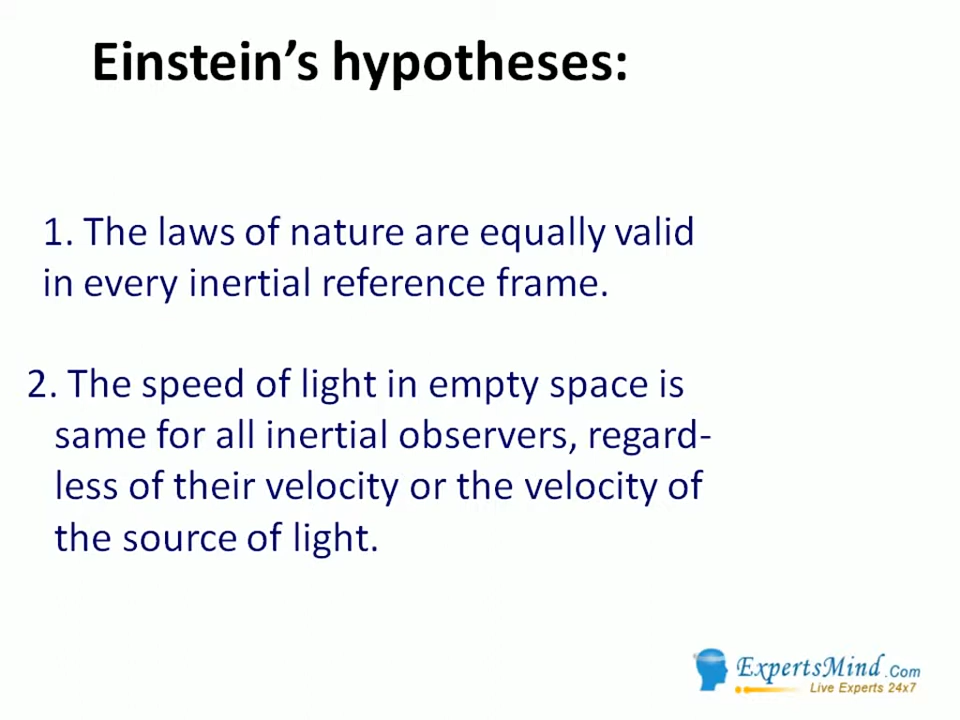 Einstein’s hypotheses:
1. The laws of nature are equally valid
in every inertial reference frame.
2. The speed of light in empty space is
same for all inertial observers, regard-
less of their velocity or the velocity of
the source of light.
ExpertsMind.Com
Live Experts 24x7